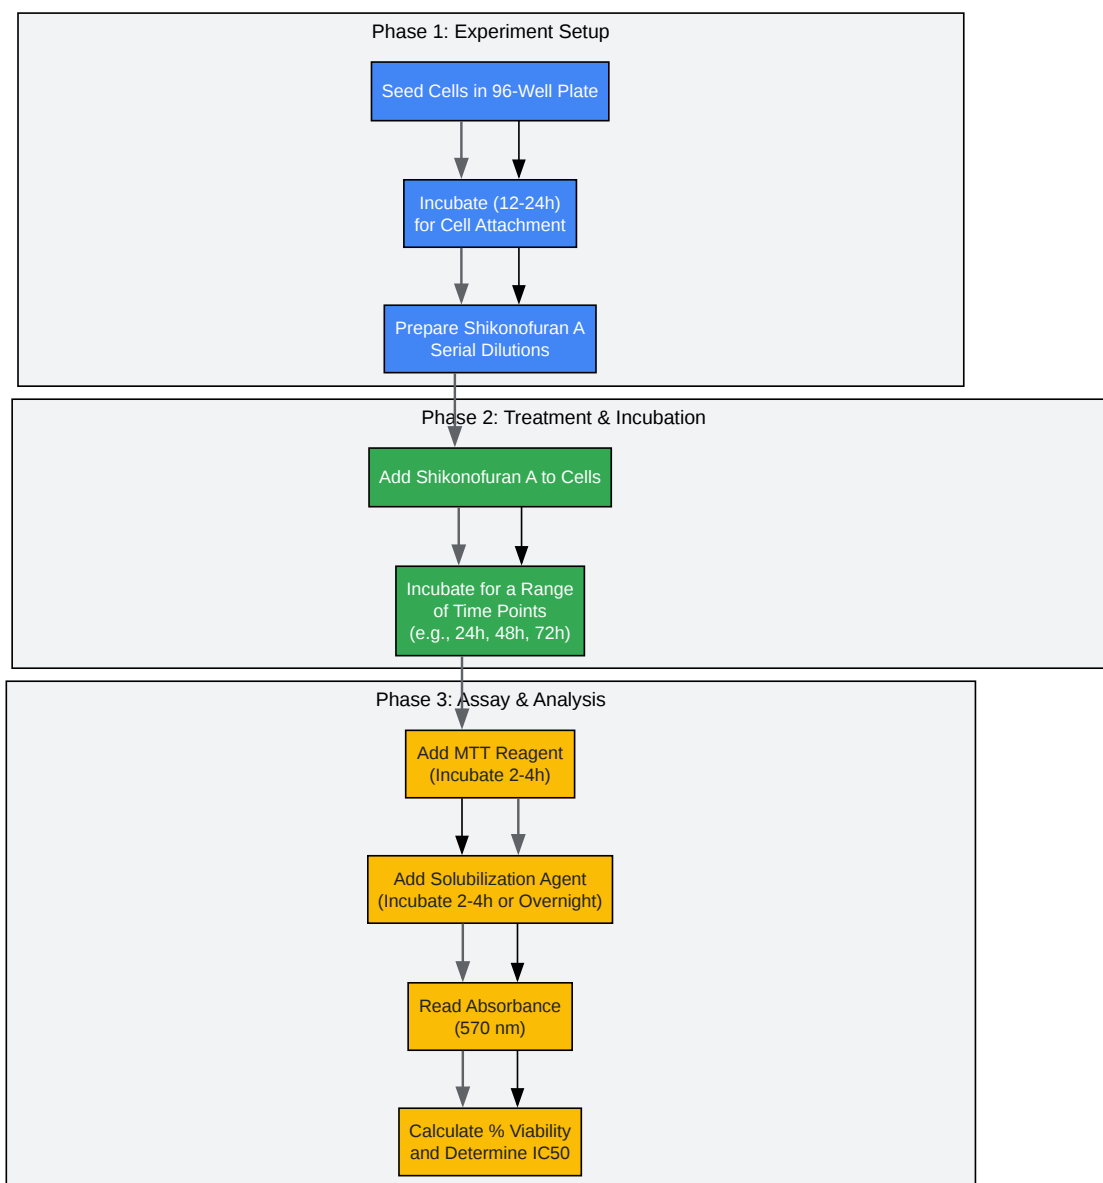 Phase 1: Experiment Setup
Seed Cells in 96-Well Plate
Incubate (12-24h)
for Cell Attachment
Prepare Shikonofuran A
Serial Dilutions
Phase 2: Treatment & Incubation
Add Shikonofuran A to Cells
Incubate for a Range
of Time Points
(e.g., 24h, 48h, 72h)
Phase 3: Assay & Analysis
Add MTT Reagent
(Incubate 2-4h)
Add Solubilization Agent
(Incubate 2-4h or Overnight)
Read Absorbance
(570 nm)
Calculate % Viability
and Determine IC50